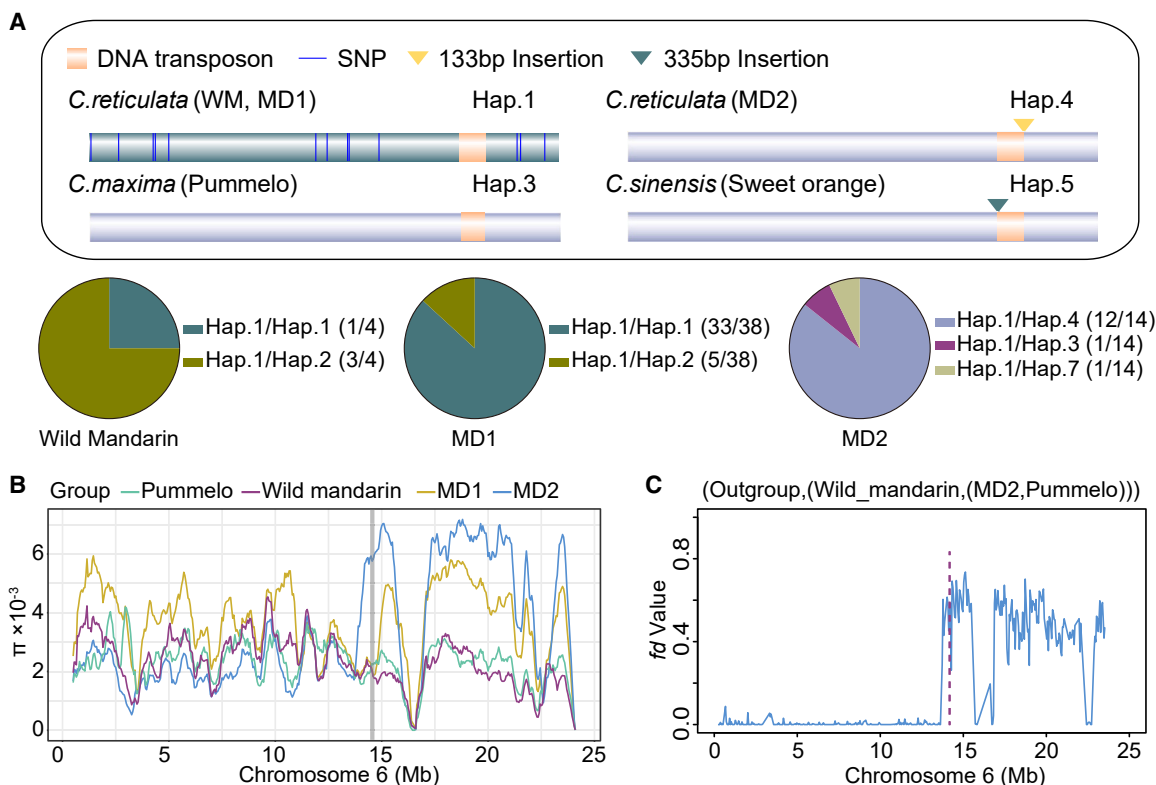 A
DNA transposon SNP 133bp Insertion 335bp Insertion
C.reticulata (WM, MD1) Hap.1
C.reticulata (MD2) Hap.4
C.maxima (Pummelo) Hap.3
C.sinensis (Sweet orange) Hap.5
Hap.1/Hap.1 (1/4)
Hap.1/Hap.2 (3/4)
Wild Mandarin
Hap.1/Hap.1 (33/38)
Hap.1/Hap.2 (5/38)
MD1
Hap.1/Hap.4 (12/14)
Hap.1/Hap.3 (1/14)
Hap.1/Hap.7 (1/14)
MD2
B
Group Pummelo Wild mandarin MD1 MD2
π ×10⁻³
6
4
2
0
0 5 10 15 20 25
Chromosome 6 (Mb)
C
(Outgroup,(Wild_mandarin,(MD2,Pummelo)))
fd Value
0.8
0.4
0.0
0 5 10 15 20 25
Chromosome 6 (Mb)